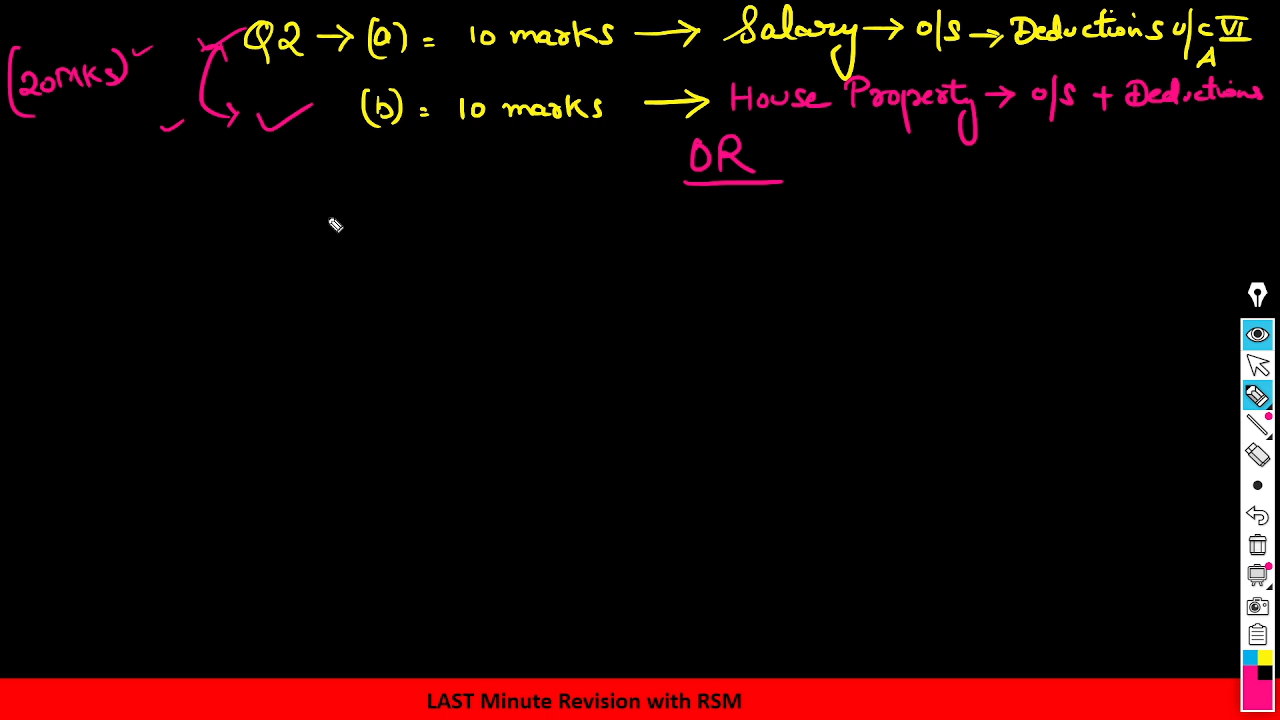 Q2 → (a) = 10 marks → Salary → O/S → Deductions u/c VI A
(20MKS)
(b) = 10 marks → House Property → O/S + Deductions
OR
LAST Minute Revision with RSM